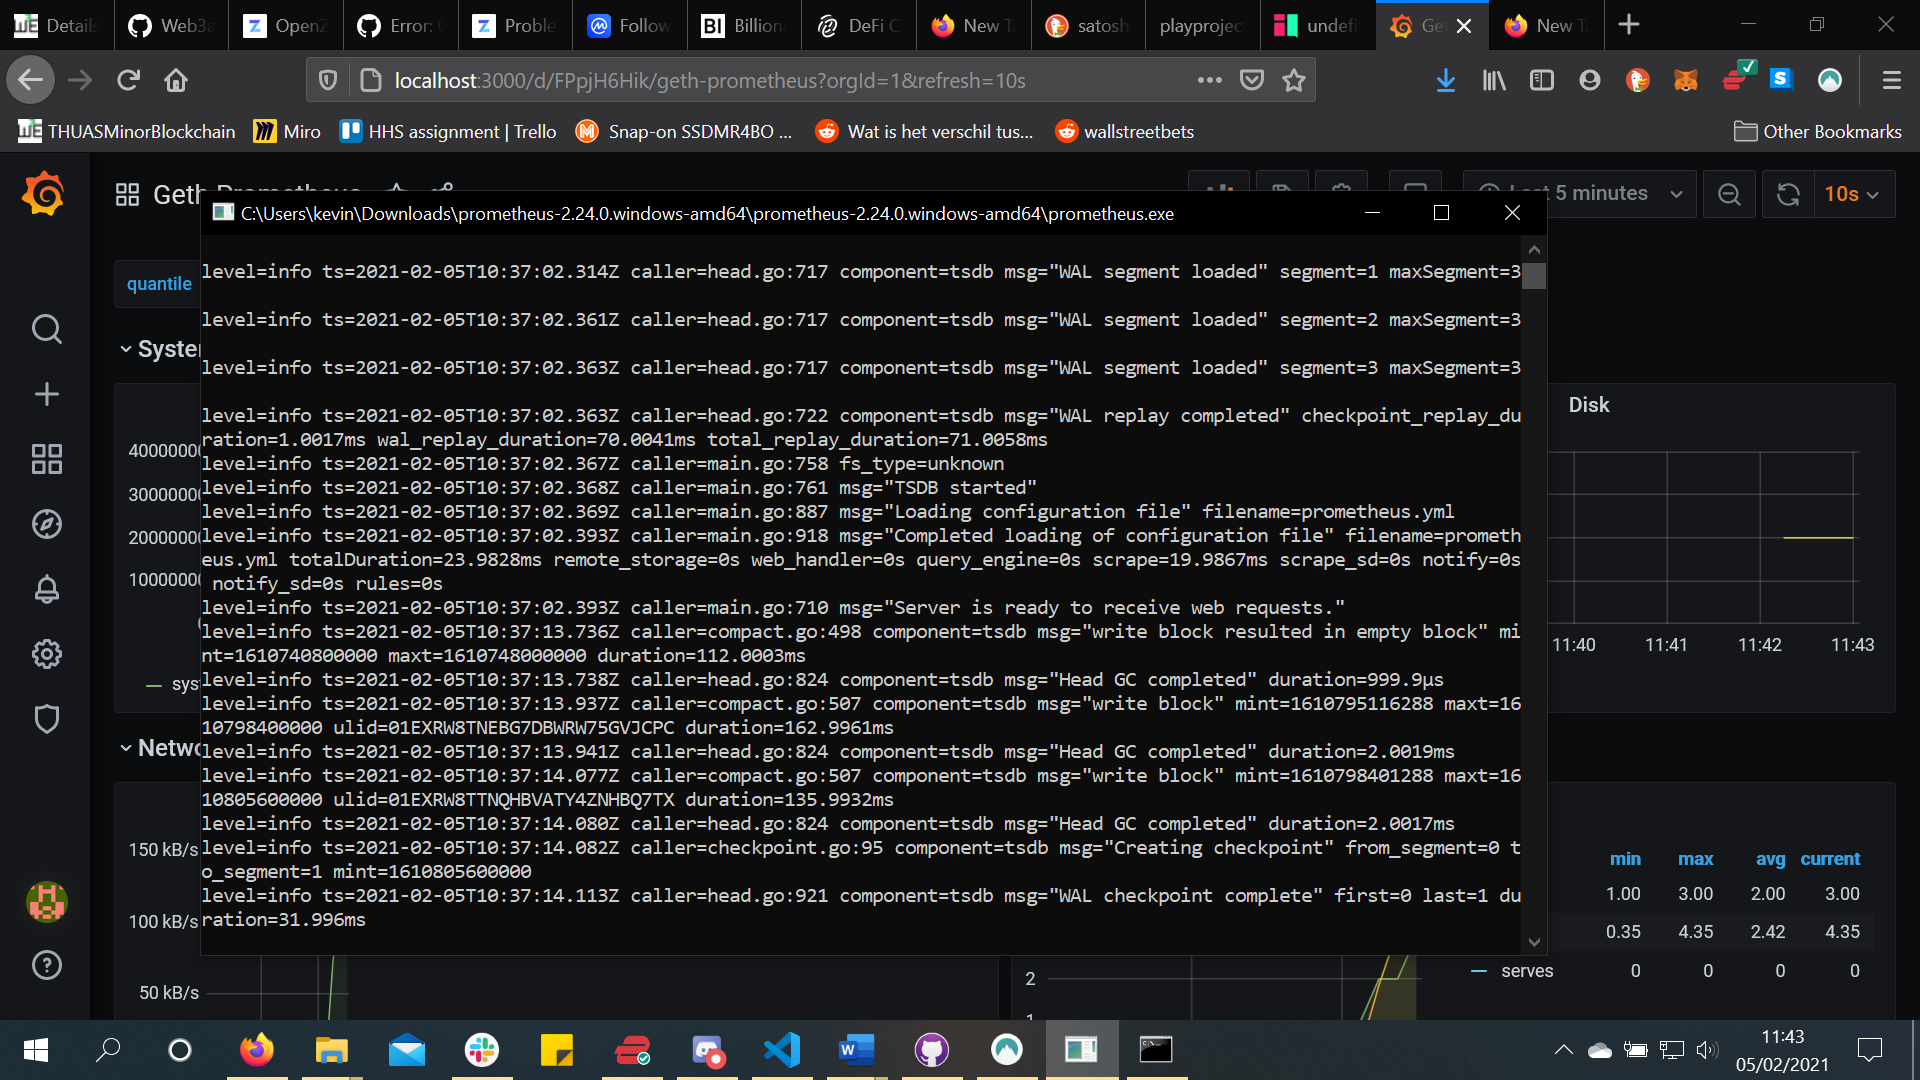 Details
Web3
OpenZ
Error:
Proble
Follow
Billion
DeFi C
New Ta
satosh
playprojec
undefi
Ge
New Ta
localhost:3000/d/FPpjH6Hik/geth-prometheus?orgId=1&refresh=10s
THUASMinorBlockchain
Miro
HHS assignment | Trello
Snap-on SSDMR4BO ...
Wat is het verschil tus...
wallstreetbets
Other Bookmarks
Geth Prometheus
Last 5 minutes
10s
C:\Users\kevin\Downloads\prometheus-2.24.0.windows-amd64\prometheus-2.24.0.windows-amd64\prometheus.exe
level=info ts=2021-02-05T10:37:02.314Z caller=head.go:717 component=tsdb msg="WAL segment loaded" segment=1 maxSegment=3
level=info ts=2021-02-05T10:37:02.361Z caller=head.go:717 component=tsdb msg="WAL segment loaded" segment=2 maxSegment=3
level=info ts=2021-02-05T10:37:02.363Z caller=head.go:717 component=tsdb msg="WAL segment loaded" segment=3 maxSegment=3
level=info ts=2021-02-05T10:37:02.363Z caller=head.go:722 component=tsdb msg="WAL replay completed" checkpoint_replay_du
ration=1.0017ms wal_replay_duration=70.0041ms total_replay_duration=71.0058ms
level=info ts=2021-02-05T10:37:02.367Z caller=main.go:758 fs_type=unknown
level=info ts=2021-02-05T10:37:02.368Z caller=main.go:761 msg="TSDB started"
level=info ts=2021-02-05T10:37:02.369Z caller=main.go:887 msg="Loading configuration file" filename=prometheus.yml
level=info ts=2021-02-05T10:37:02.393Z caller=main.go:918 msg="Completed loading of configuration file" filename=prometh
eus.yml totalDuration=23.9828ms remote_storage=0s web_handler=0s query_engine=0s scrape=19.9867ms scrape_sd=0s notify=0s
notify_sd=0s rules=0s
level=info ts=2021-02-05T10:37:02.393Z caller=main.go:710 msg="Server is ready to receive web requests."
level=info ts=2021-02-05T10:37:13.736Z caller=compact.go:498 component=tsdb msg="write block resulted in empty block" mi
nt=1610740800000 maxt=1610748000000 duration=112.0003ms
level=info ts=2021-02-05T10:37:13.738Z caller=head.go:824 component=tsdb msg="Head GC completed" duration=999.9µs
level=info ts=2021-02-05T10:37:13.937Z caller=compact.go:507 component=tsdb msg="write block" mint=1610795116288 maxt=16
10798400000 ulid=01EXRW8TNEBG7DBWRW75GVJCPC duration=162.9961ms
level=info ts=2021-02-05T10:37:13.941Z caller=head.go:824 component=tsdb msg="Head GC completed" duration=2.0019ms
level=info ts=2021-02-05T10:37:14.077Z caller=compact.go:507 component=tsdb msg="write block" mint=1610798401288 maxt=16
10805600000 ulid=01EXRW8TTNQHBVATY4ZNHBQ7TX duration=135.9932ms
level=info ts=2021-02-05T10:37:14.080Z caller=head.go:824 component=tsdb msg="Head GC completed" duration=2.0017ms
level=info ts=2021-02-05T10:37:14.082Z caller=checkpoint.go:95 component=tsdb msg="Creating checkpoint" from_segment=0 t
o_segment=1 mint=1610805600000
level=info ts=2021-02-05T10:37:14.113Z caller=head.go:921 component=tsdb msg="WAL checkpoint complete" first=0 last=1 du
ration=31.996ms
quantile
Syste
40000000
30000000
20000000
10000000
sys
Netwo
150 kB/s
100 kB/s
50 kB/s
Disk
11:40
11:41
11:42
11:43
min max avg current
1.00 3.00 2.00 3.00
0.35 4.35 2.42 4.35
serves 0 0 0 0
2
1
11:43
05/02/2021